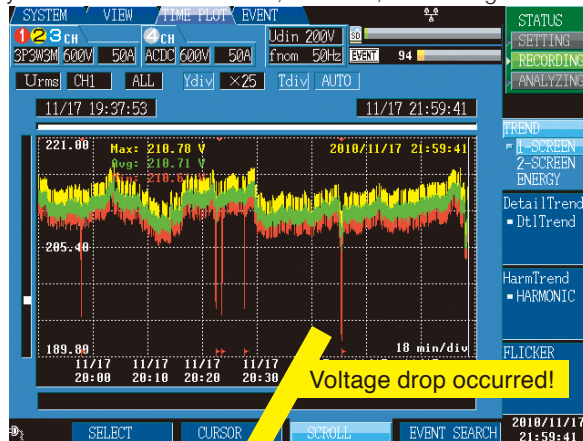 SYSTEM VIEW TIME PLOT EVENT
1 2 3 CH 4 CH Udin 200V SD
3P3W3M 600V 50A ACDC 600V 50A fnom 50Hz EVENT 94
Urms CH1 ALL Ydiv ×25 Tdiv AUTO
11/17 19:37:53 11/17 21:59:41
221.00 Max: 210.78 V 2010/11/17 21:59:41
Avg: 210.71 V
205.40
189.80 18 min/div
11/17 11/17 11/17 11/17
20:00 20:10 20:20 20:30
Voltage drop occurred!
SELECT CURSOR SCROLL EVENT SEARCH
STATUS
SETTING
RECORDING
ANALYZING
TREND
1-SCREEN
2-SCREEN
ENERGY
DetailTrend
DtlTrend
HarmTrend
HARMONIC
FLICKER
2010/11/17
21:59:41